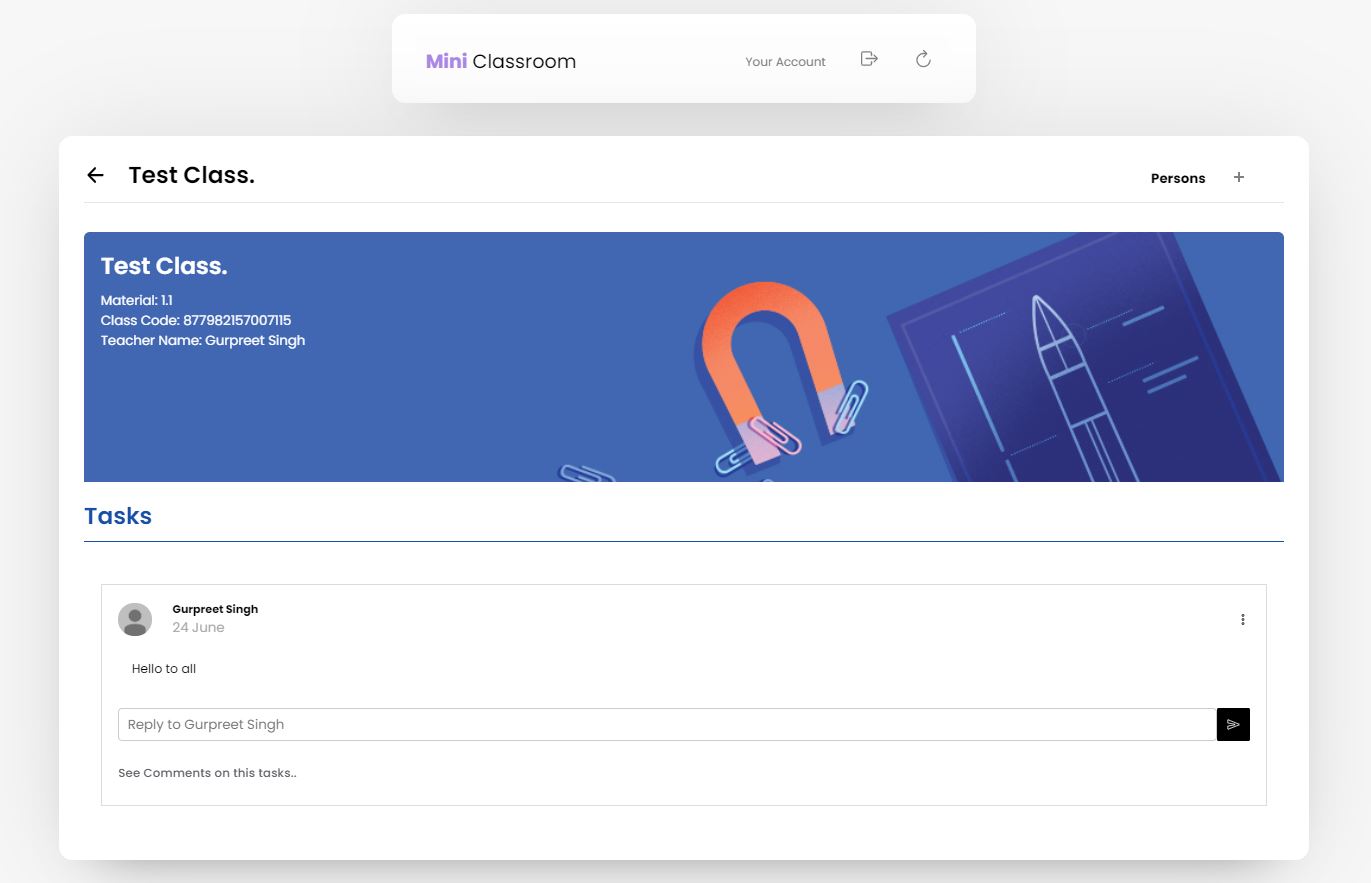 Mini Classroom
Your Account
Test Class.
Persons
Test Class.
Material: 1.1
Class Code: 877982157007115
Teacher Name: Gurpreet Singh
Tasks
Gurpreet Singh
24 June
Hello to all
Reply to Gurpreet Singh
See Comments on this tasks..